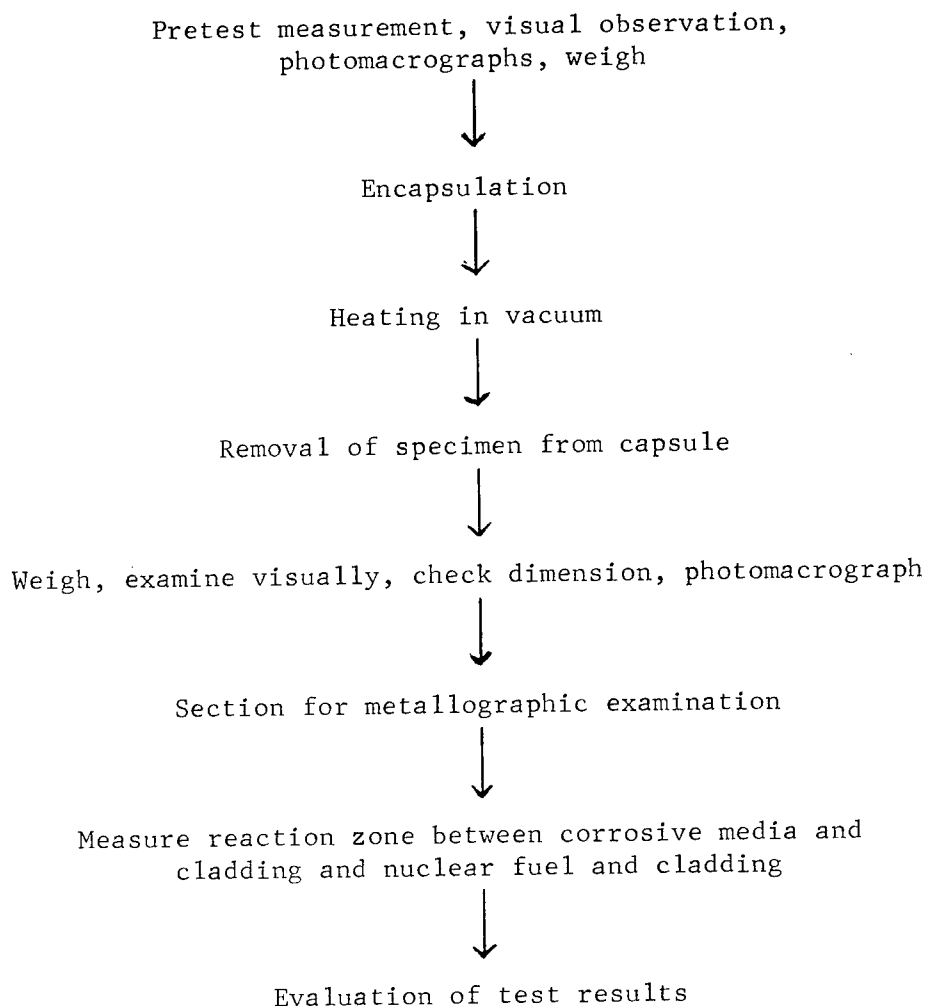 Pretest measurement, visual observation,
photomacrographs, weigh
Encapsulation
Heating in vacuum
Removal of specimen from capsule
Weigh, examine visually, check dimension, photomacrograph
Section for metallographic examination
Measure reaction zone between corrosive media and
cladding and nuclear fuel and cladding
Evaluation of test results